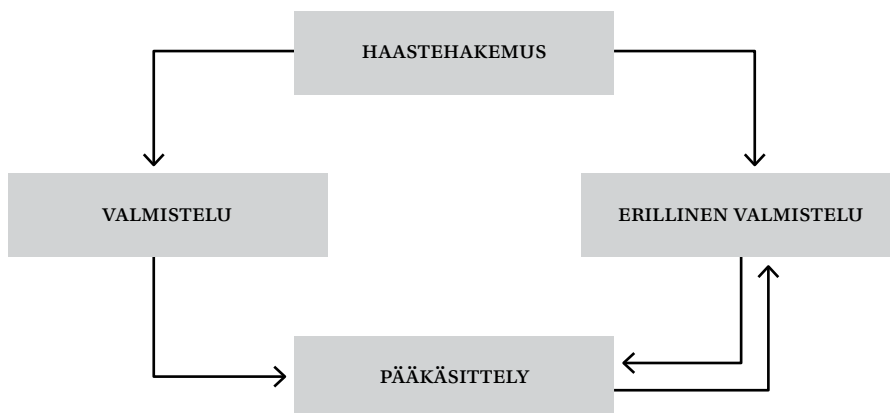 HAASTEHAKEMUS
VALMISTELU
ERILLINEN VALMISTELU
PÄÄKÄSITTELY